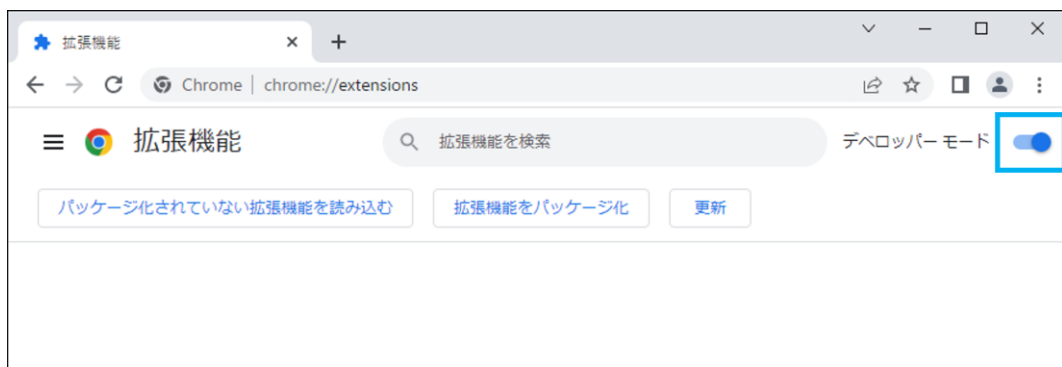 拡張機能
Chrome | chrome://extensions
拡張機能 拡張機能を検索 デベロッパー モード
パッケージ化されていない拡張機能を読み込む 拡張機能をパッケージ化 更新